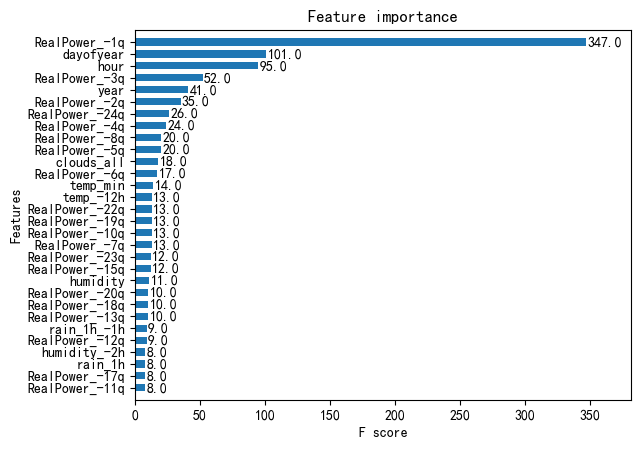 Feature importance
RealPower_-1q 347.0
dayofyear 101.0
hour 95.0
RealPower_-3q 52.0
year 41.0
RealPower_-2q 35.0
RealPower_-24q 26.0
RealPower_-4q 24.0
RealPower_-8q 20.0
RealPower_-5q 20.0
clouds_all 18.0
RealPower_-6q 17.0
temp_min 14.0
temp_-12h 13.0
RealPower_-22q 13.0
RealPower_-19q 13.0
RealPower_-10q 13.0
RealPower_-7q 13.0
RealPower_-23q 12.0
RealPower_-15q 12.0
humidity 11.0
RealPower_-20q 10.0
RealPower_-18q 10.0
RealPower_-13q 10.0
rain_1h_-1h 9.0
RealPower_-12q 9.0
humidity_-2h 8.0
rain_1h 8.0
RealPower_-17q 8.0
RealPower_-11q 8.0
Features
0 50 100 150 200 250 300 350
F score